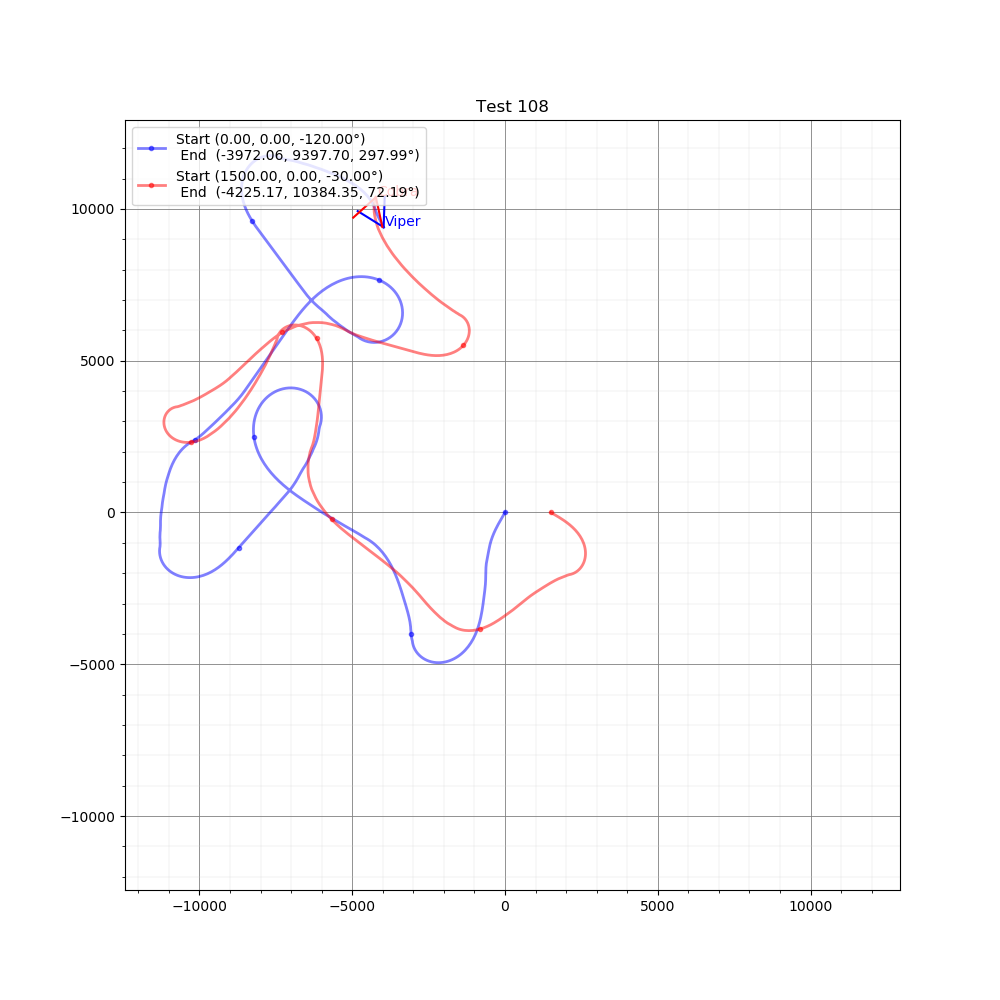 Test 108
Start (0.00, 0.00, -120.00°)
End (-3972.06, 9397.70, 297.99°)
Start (1500.00, 0.00, -30.00°)
End (-4225.17, 10384.35, 72.19°)
Viper
10000
5000
0
−5000
−10000
−10000
−5000
0
5000
10000